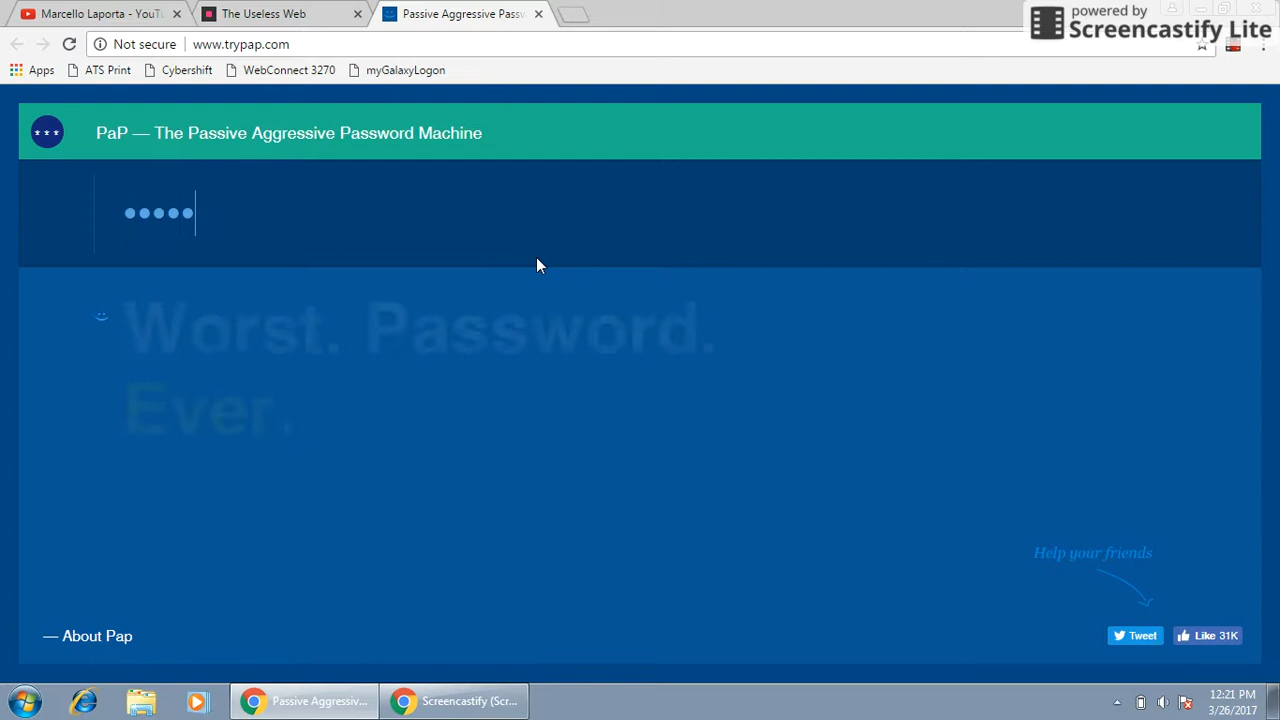 Marcello Laporta - YouTu
The Useless Web
Passive Aggressive Passw
powered by
Screencastify Lite
Not secure
www.trypap.com
Apps
ATS Print
Cybershift
WebConnect 3270
myGalaxyLogon
***
PaP — The Passive Aggressive Password Machine
•••••
Worst. Password.
Ever.
Help your friends
— About Pap
Tweet
Like 31K
Passive Aggressiv...
Screencastify (Scr...
12:21 PM
3/26/2017